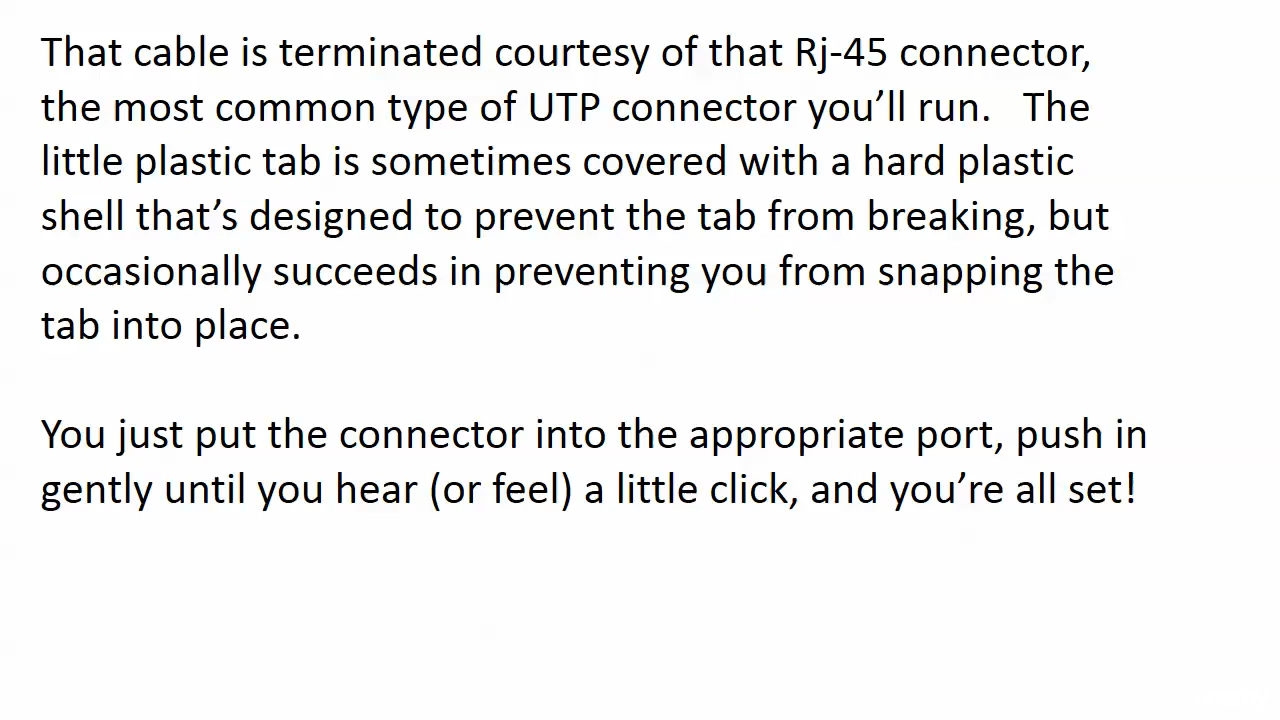 That cable is terminated courtesy of that Rj-45 connector,
the most common type of UTP connector you’ll run.   The
little plastic tab is sometimes covered with a hard plastic
shell that’s designed to prevent the tab from breaking, but
occasionally succeeds in preventing you from snapping the
tab into place.
You just put the connector into the appropriate port, push in
gently until you hear (or feel) a little click, and you’re all set!